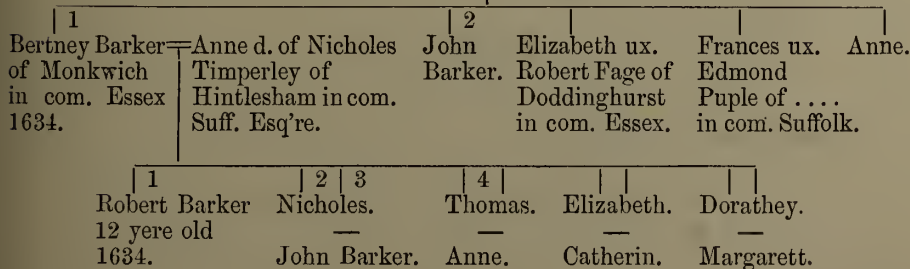 1 2
Bertney Barker Anne d. of Nicholes John Elizabeth ux. Frances ux. Anne.
of Monkwich Timperley of Barker. Robert Fage of Edmond
in com. Essex Hintlesham in com. Doddinghurst Puple of ....
1634. Suff. Esq're. in com. Essex. in com. Suffolk.
1 2 3 4
Robert Barker Nicholes. Thomas. Elizabeth. Dorathey.
12 yere old — — — —
1634. John Barker. Anne. Catherin. Margarett.